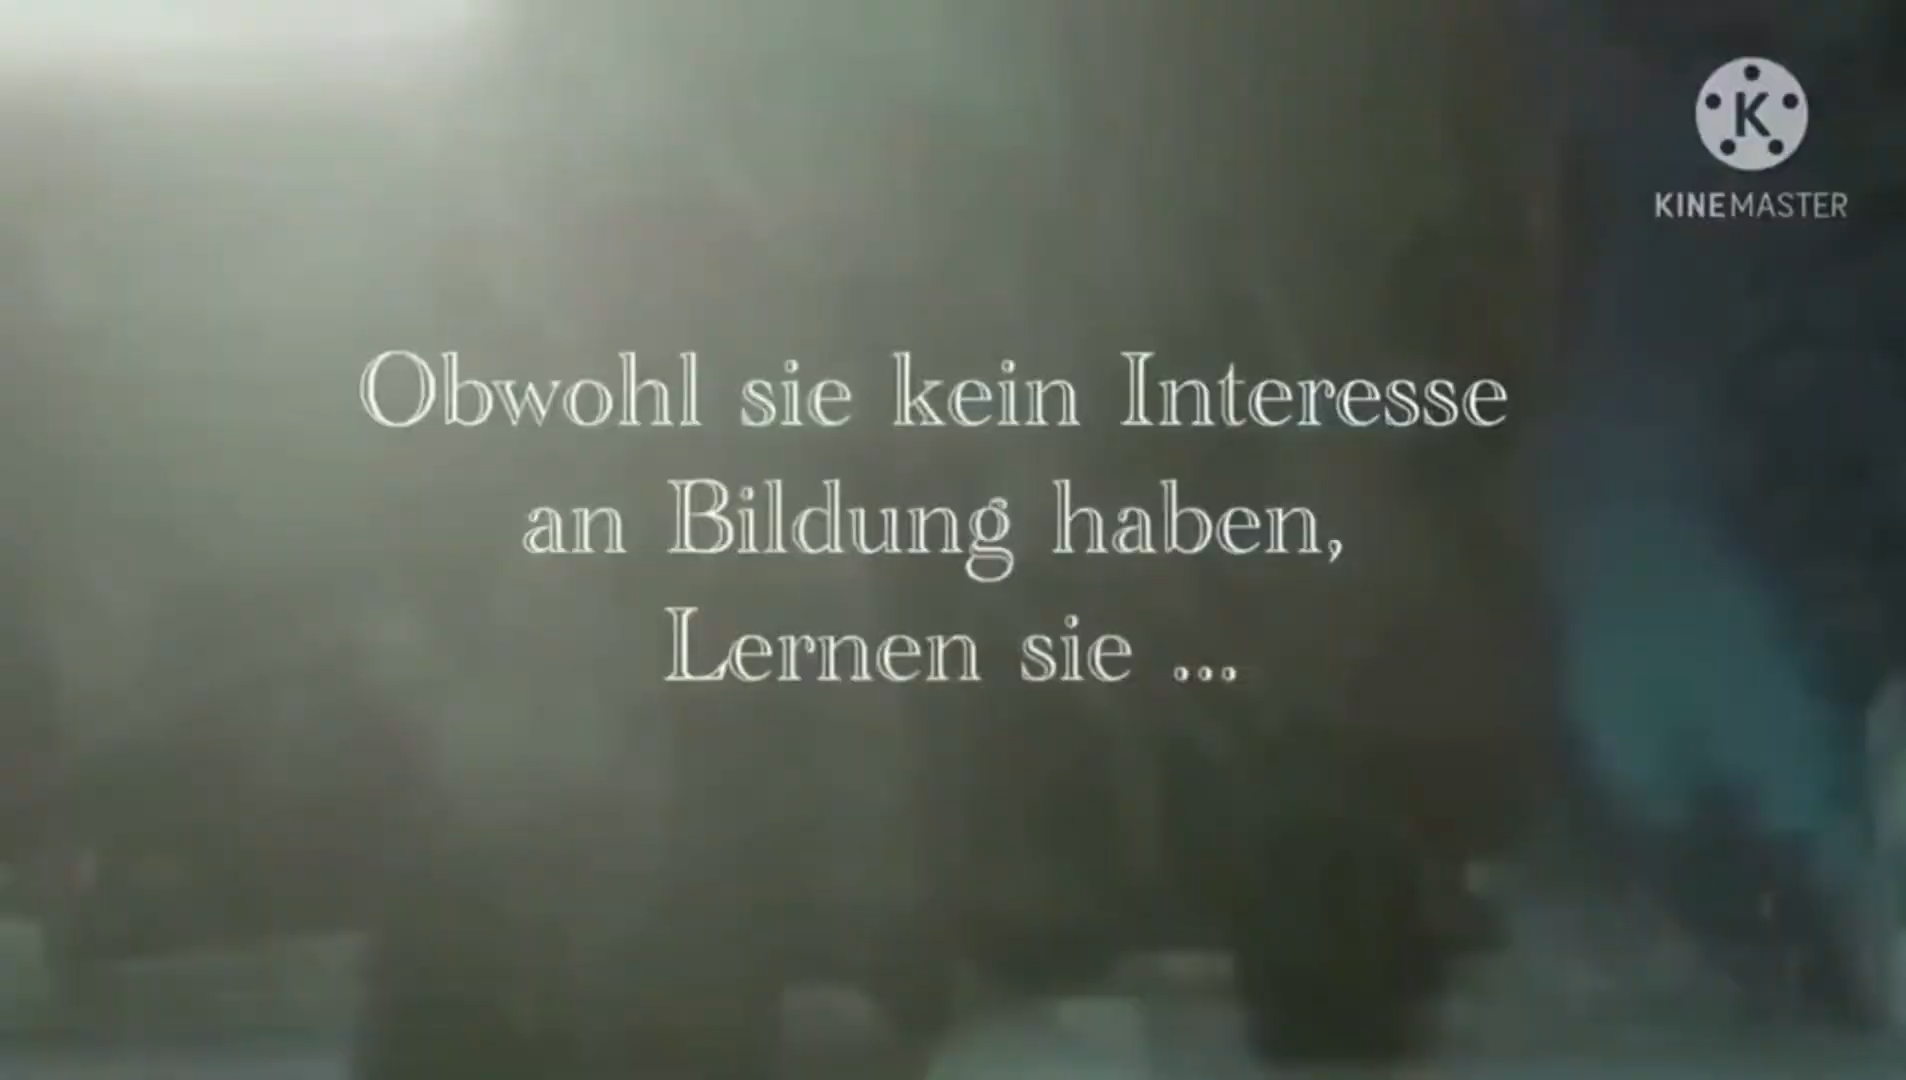 K
KINEMASTER
Obwohl sie kein Interesse
an Bildung haben,
Lernen sie ...